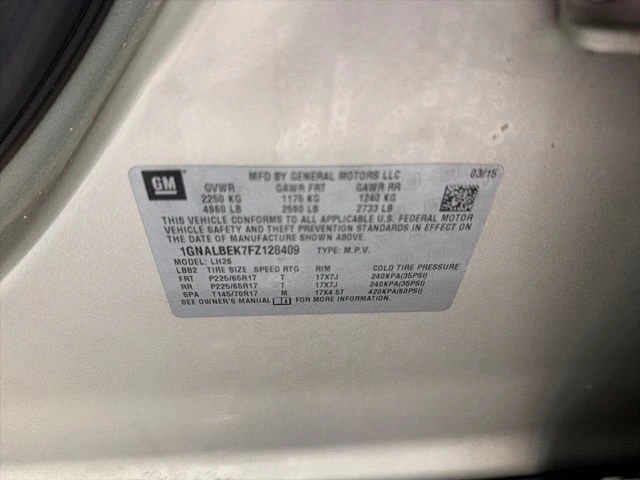 GM MFD BY GENERAL MOTORS LLC 03/15
GVWR GAWR FRT GAWR RR
2250 KG 1175 KG 1240 KG
4960 LB 2590 LB 2733 LB
THIS VEHICLE CONFORMS TO ALL APPLICABLE U.S. FEDERAL MOTOR
VEHICLE SAFETY AND THEFT PREVENTION STANDARDS IN EFFECT ON
THE DATE OF MANUFACTURE SHOWN ABOVE.
1GNALBEK7FZ128409 TYPE: M.P.V.
MODEL: LH26
LBB2 TIRE SIZE SPEED RTG RIM COLD TIRE PRESSURE
FRT P225/65R17 T 17X7J 240KPA(35PSI)
RR P225/65R17 T 17X7J 240KPA(35PSI)
SPA T145/70R17 M 17X4.5T 420KPA(60PSI)
SEE OWNER'S MANUAL FOR MORE INFORMATION.